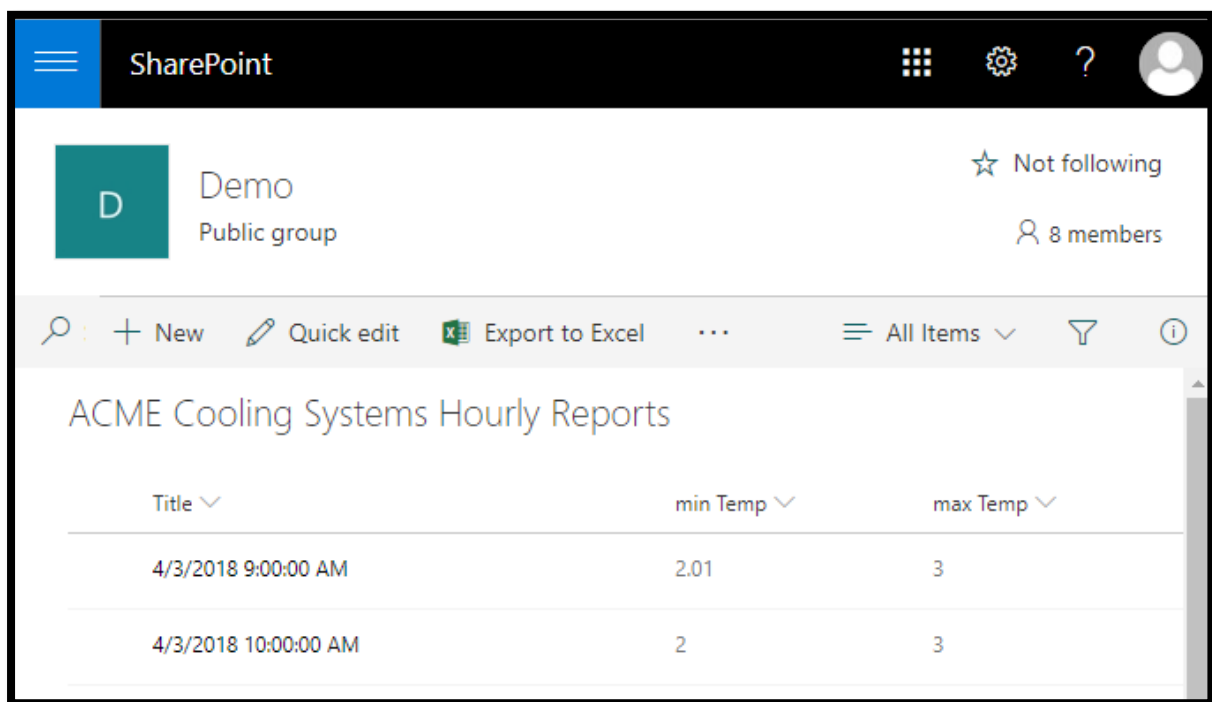 SharePoint ?
D
Demo
Public group
Not following
8 members
New Quick edit Export to Excel ... All Items
ACME Cooling Systems Hourly Reports
Title min Temp max Temp
4/3/2018 9:00:00 AM 2.01 3
4/3/2018 10:00:00 AM 2 3